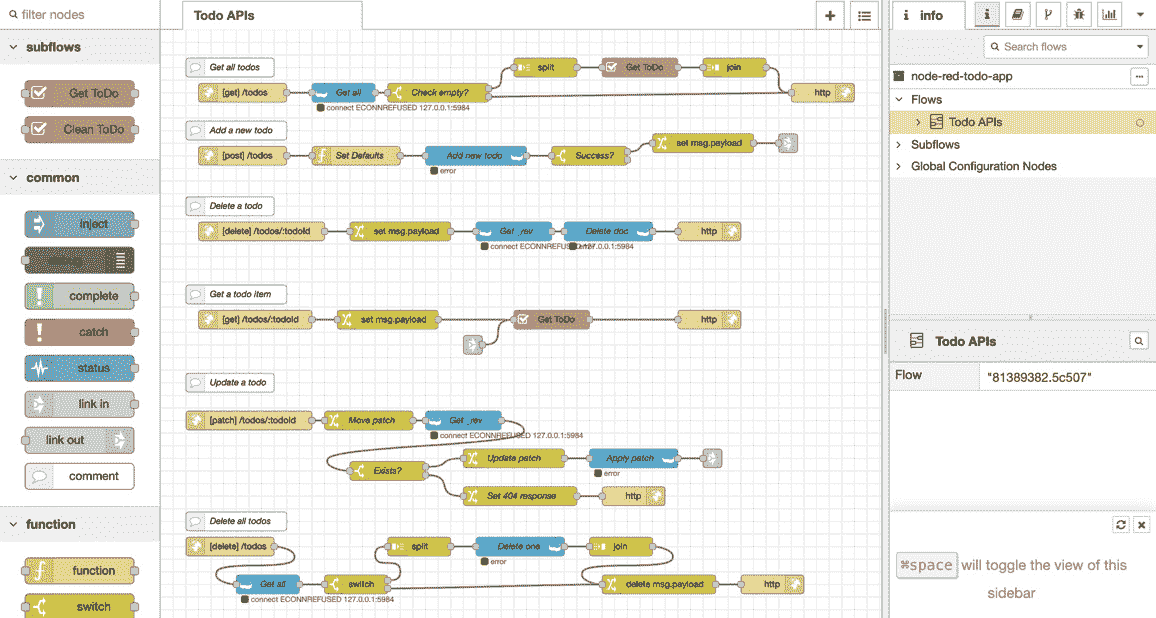 filter nodes
subflows
Get ToDo
Clean ToDo
common
inject
complete
catch
status
link in
link out
comment
function
function
switch
Todo APIs
Get all todos
[get] /todos
Get all
connect ECONNREFUSED 127.0.0.1:5984
Check empty?
split
Get ToDo
join
http
Add a new todo
[post] /todos
Set Defaults
Add new todo
error
Success?
set msg.payload
Delete a todo
[delete] /todos/:todoId
set msg.payload
Get _rev
connect ECONNREFUSED 127.0.0.1:5984
Delete doc
http
Get a todo item
[get] /todos/:todoId
set msg.payload
Get ToDo
http
Update a todo
[patch] /todos/:todoId
Move patch
Get _rev
connect ECONNREFUSED 127.0.0.1:5984
Exists?
Update patch
Apply patch
error
Set 404 response
http
Delete all todos
[delete] /todos
Get all
connect ECONNREFUSED 127.0.0.1:5984
switch
split
Delete one
error
join
delete msg.payload
http
i info
Search flows
node-red-todo-app
Flows
Todo APIs
Subflows
Global Configuration Nodes
Todo APIs
Flow "81389382.5c507"
⌘space will toggle the view of this
sidebar